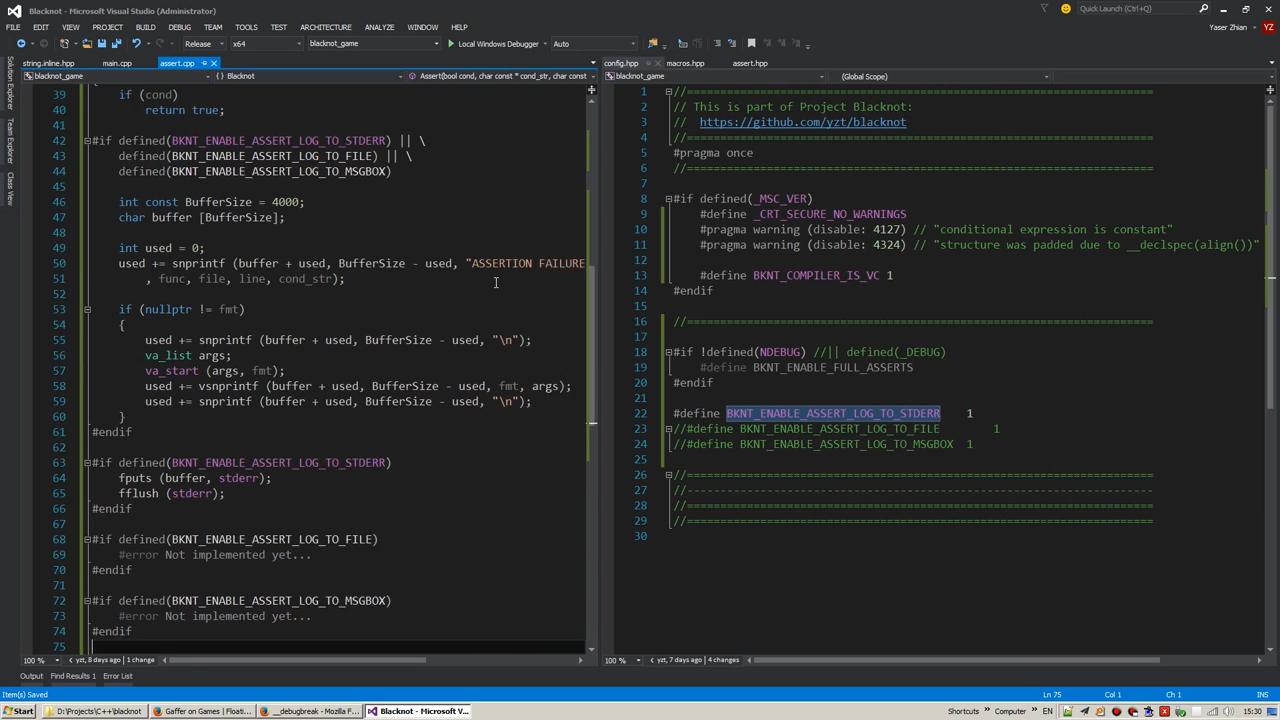 Blacknot - Microsoft Visual Studio (Administrator)
Quick Launch (Ctrl+Q)
FILE EDIT VIEW PROJECT BUILD DEBUG TEAM TOOLS TEST ARCHITECTURE ANALYZE WINDOW HELP
Yaser Zhian YZ
Release x64 blacknot_game Local Windows Debugger Auto
string.inline.hpp main.cpp assert.cpp
blacknot_game {} Blacknot Assert(bool cond, char const * cond_str, char const
39 if (cond)
40 return true;
41
42 #if defined(BKNT_ENABLE_ASSERT_LOG_TO_STDERR) || \
43 defined(BKNT_ENABLE_ASSERT_LOG_TO_FILE) || \
44 defined(BKNT_ENABLE_ASSERT_LOG_TO_MSGBOX)
45
46 int const BufferSize = 4000;
47 char buffer [BufferSize];
48
49 int used = 0;
50 used += snprintf (buffer + used, BufferSize - used, "ASSERTION FAILURE
51 , func, file, line, cond_str);
52
53 if (nullptr != fmt)
54 {
55 used += snprintf (buffer + used, BufferSize - used, "\n");
56 va_list args;
57 va_start (args, fmt);
58 used += vsnprintf (buffer + used, BufferSize - used, fmt, args);
59 used += snprintf (buffer + used, BufferSize - used, "\n");
60 }
61 #endif
62
63 #if defined(BKNT_ENABLE_ASSERT_LOG_TO_STDERR)
64 fputs (buffer, stderr);
65 fflush (stderr);
66 #endif
67
68 #if defined(BKNT_ENABLE_ASSERT_LOG_TO_FILE)
69 #error Not implemented yet...
70 #endif
71
72 #if defined(BKNT_ENABLE_ASSERT_LOG_TO_MSGBOX)
73 #error Not implemented yet...
74 #endif
75
100 % yzt, 8 days ago | 1 change
config.hpp macros.hpp assert.hpp
blacknot_game (Global Scope)
1 //=======================================================================
2 // This is part of Project Blacknot:
3 // https://github.com/yzt/blacknot
4 //=======================================================================
5 #pragma once
6 //=======================================================================
7
8 #if defined(_MSC_VER)
9 #define _CRT_SECURE_NO_WARNINGS
10 #pragma warning (disable: 4127) // "conditional expression is constant"
11 #pragma warning (disable: 4324) // "structure was padded due to __declspec(align())"
12
13 #define BKNT_COMPILER_IS_VC 1
14 #endif
15
16 //=======================================================================
17
18 #if !defined(NDEBUG) //|| defined(_DEBUG)
19 #define BKNT_ENABLE_FULL_ASSERTS
20 #endif
21
22 #define BKNT_ENABLE_ASSERT_LOG_TO_STDERR 1
23 //#define BKNT_ENABLE_ASSERT_LOG_TO_FILE 1
24 //#define BKNT_ENABLE_ASSERT_LOG_TO_MSGBOX 1
25
26 //=======================================================================
27 //-----------------------------------------------------------------------
28 //=======================================================================
29 //=======================================================================
30
100 % yzt, 7 days ago | 4 changes
Solution Explorer
Team Explorer
Class View
Output Find Results 1 Error List
Item(s) Saved Ln 75 Col 1 Ch 1 INS
Start D:\Projects\C++\blacknot Gaffer on Games | Floati... __debugbreak - Mozilla F... Blacknot - Microsoft V... Shortcuts » Computer » EN 15:30